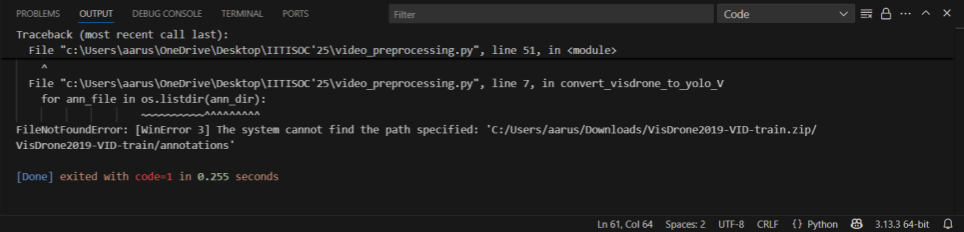 PROBLEMS OUTPUT DEBUG CONSOLE TERMINAL PORTS Filter Code
Traceback (most recent call last):
  File "c:\Users\aarus\OneDrive\Desktop\IITISOC'25\video_preprocessing.py", line 51, in <module>
    ^
  File "c:\Users\aarus\OneDrive\Desktop\IITISOC'25\video_preprocessing.py", line 7, in convert_visdrone_to_yolo_V
    for ann_file in os.listdir(ann_dir):
                    ~~~~~~~~~~^^^^^^^^^
FileNotFoundError: [WinError 3] The system cannot find the path specified: 'C:/Users/aarus/Downloads/VisDrone2019-VID-train.zip/
VisDrone2019-VID-train/annotations'
[Done] exited with code=1 in 0.255 seconds
Ln 61, Col 64 Spaces: 2 UTF-8 CRLF {} Python 3.13.3 64-bit